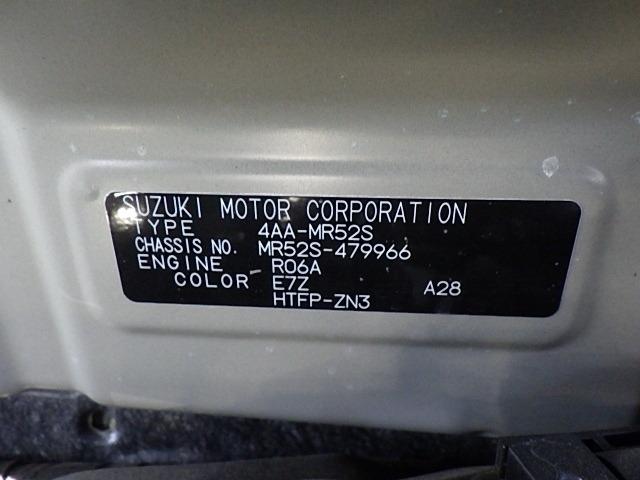 SUZUKI MOTOR CORPORATION
TYPE 4AA-MR52S
CHASSIS NO. MR52S-479966
ENGINE R06A
COLOR E7Z A28
HTFP-ZN3